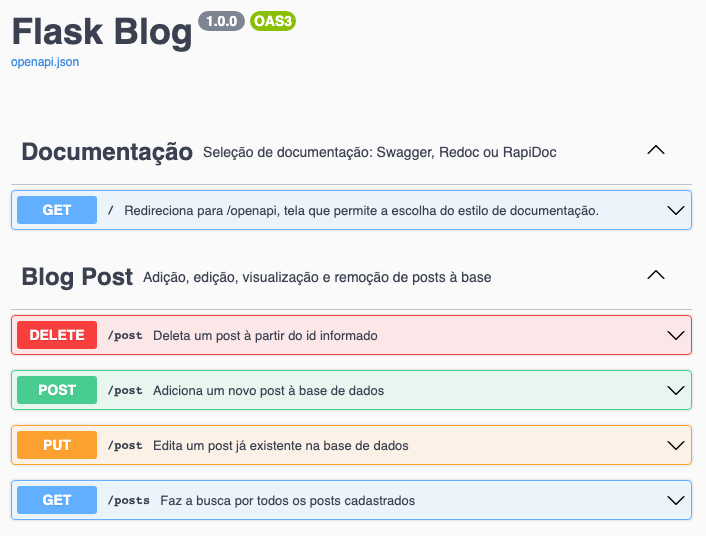 Flask Blog 1.0.0 OAS3
openapi.json
Documentação Seleção de documentação: Swagger, Redoc ou RapiDoc
GET / Redireciona para /openapi, tela que permite a escolha do estilo de documentação.
Blog Post Adição, edição, visualização e remoção de posts à base
DELETE /post Deleta um post à partir do id informado
POST /post Adiciona um novo post à base de dados
PUT /post Edita um post já existente na base de dados
GET /posts Faz a busca por todos os posts cadastrados